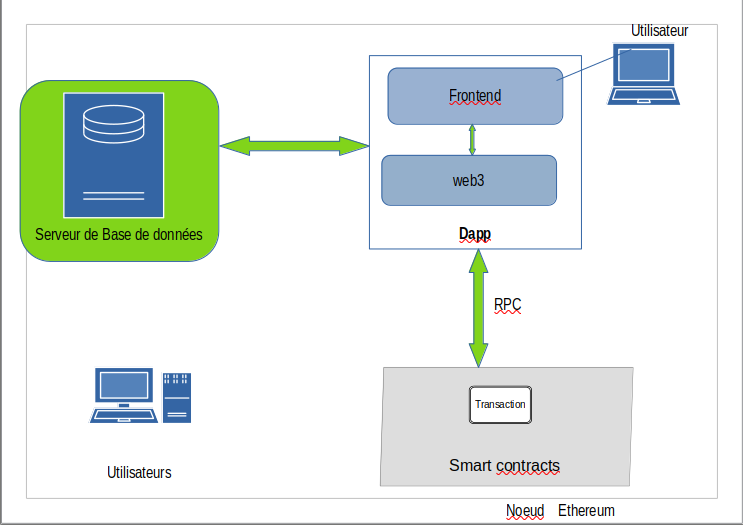 Utilisateur
Frontend
web3
Serveur de Base de données
Dapp
RPC
Transaction
Smart contracts
Utilisateurs
Noeud Ethereum